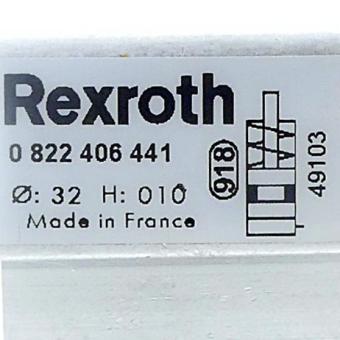 Rexroth
0 822 406 441
Ø: 32 H: 010
Made in France
918
49103